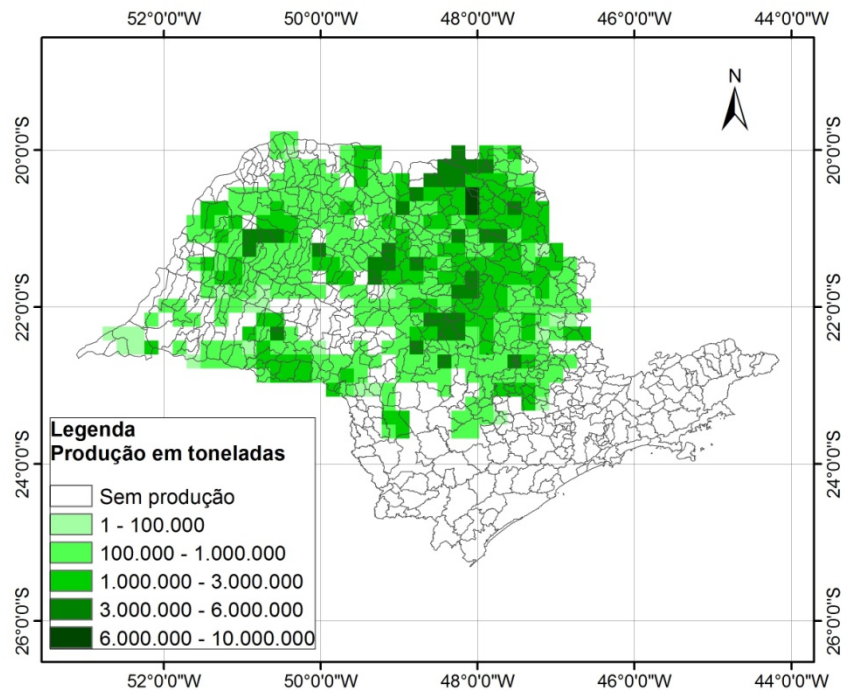 52°0'0"W 50°0'0"W 48°0'0"W 46°0'0"W 44°0'0"W
N
20°0'0"S 20°0'0"S
22°0'0"S 22°0'0"S
24°0'0"S 24°0'0"S
26°0'0"S 26°0'0"S
Legenda
Produção em toneladas
Sem produção
1 - 100.000
100.000 - 1.000.000
1.000.000 - 3.000.000
3.000.000 - 6.000.000
6.000.000 - 10.000.000
52°0'0"W 50°0'0"W 48°0'0"W 46°0'0"W 44°0'0"W